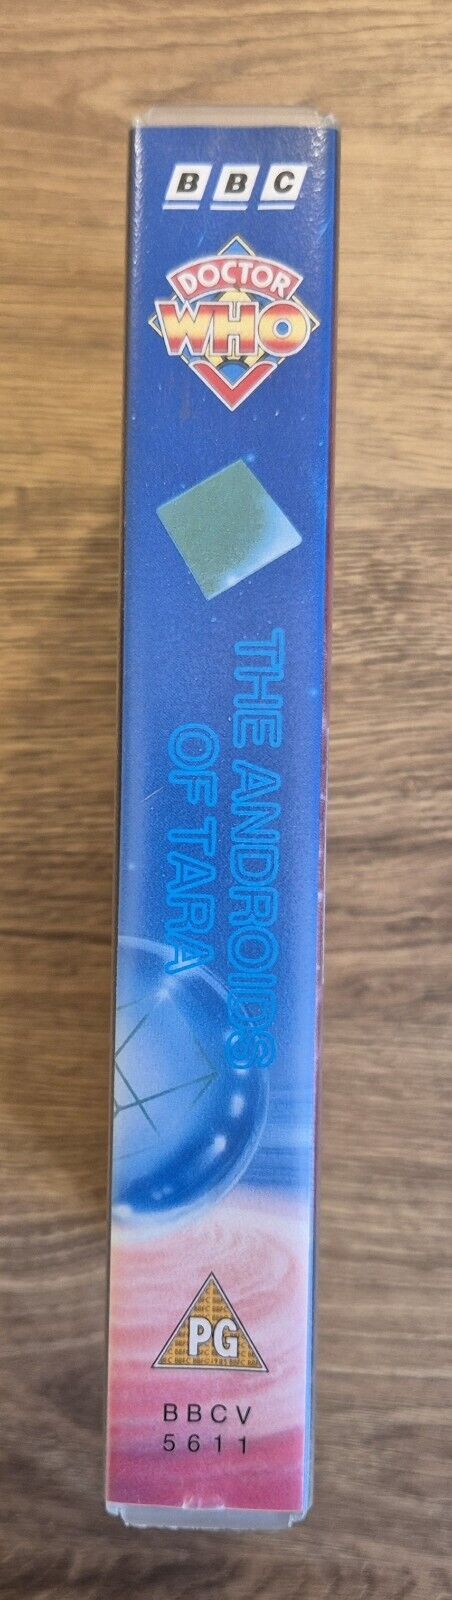 BBC
DOCTOR
WHO
THE ANDROIDS
OF TARA
PG
BBCV
5611